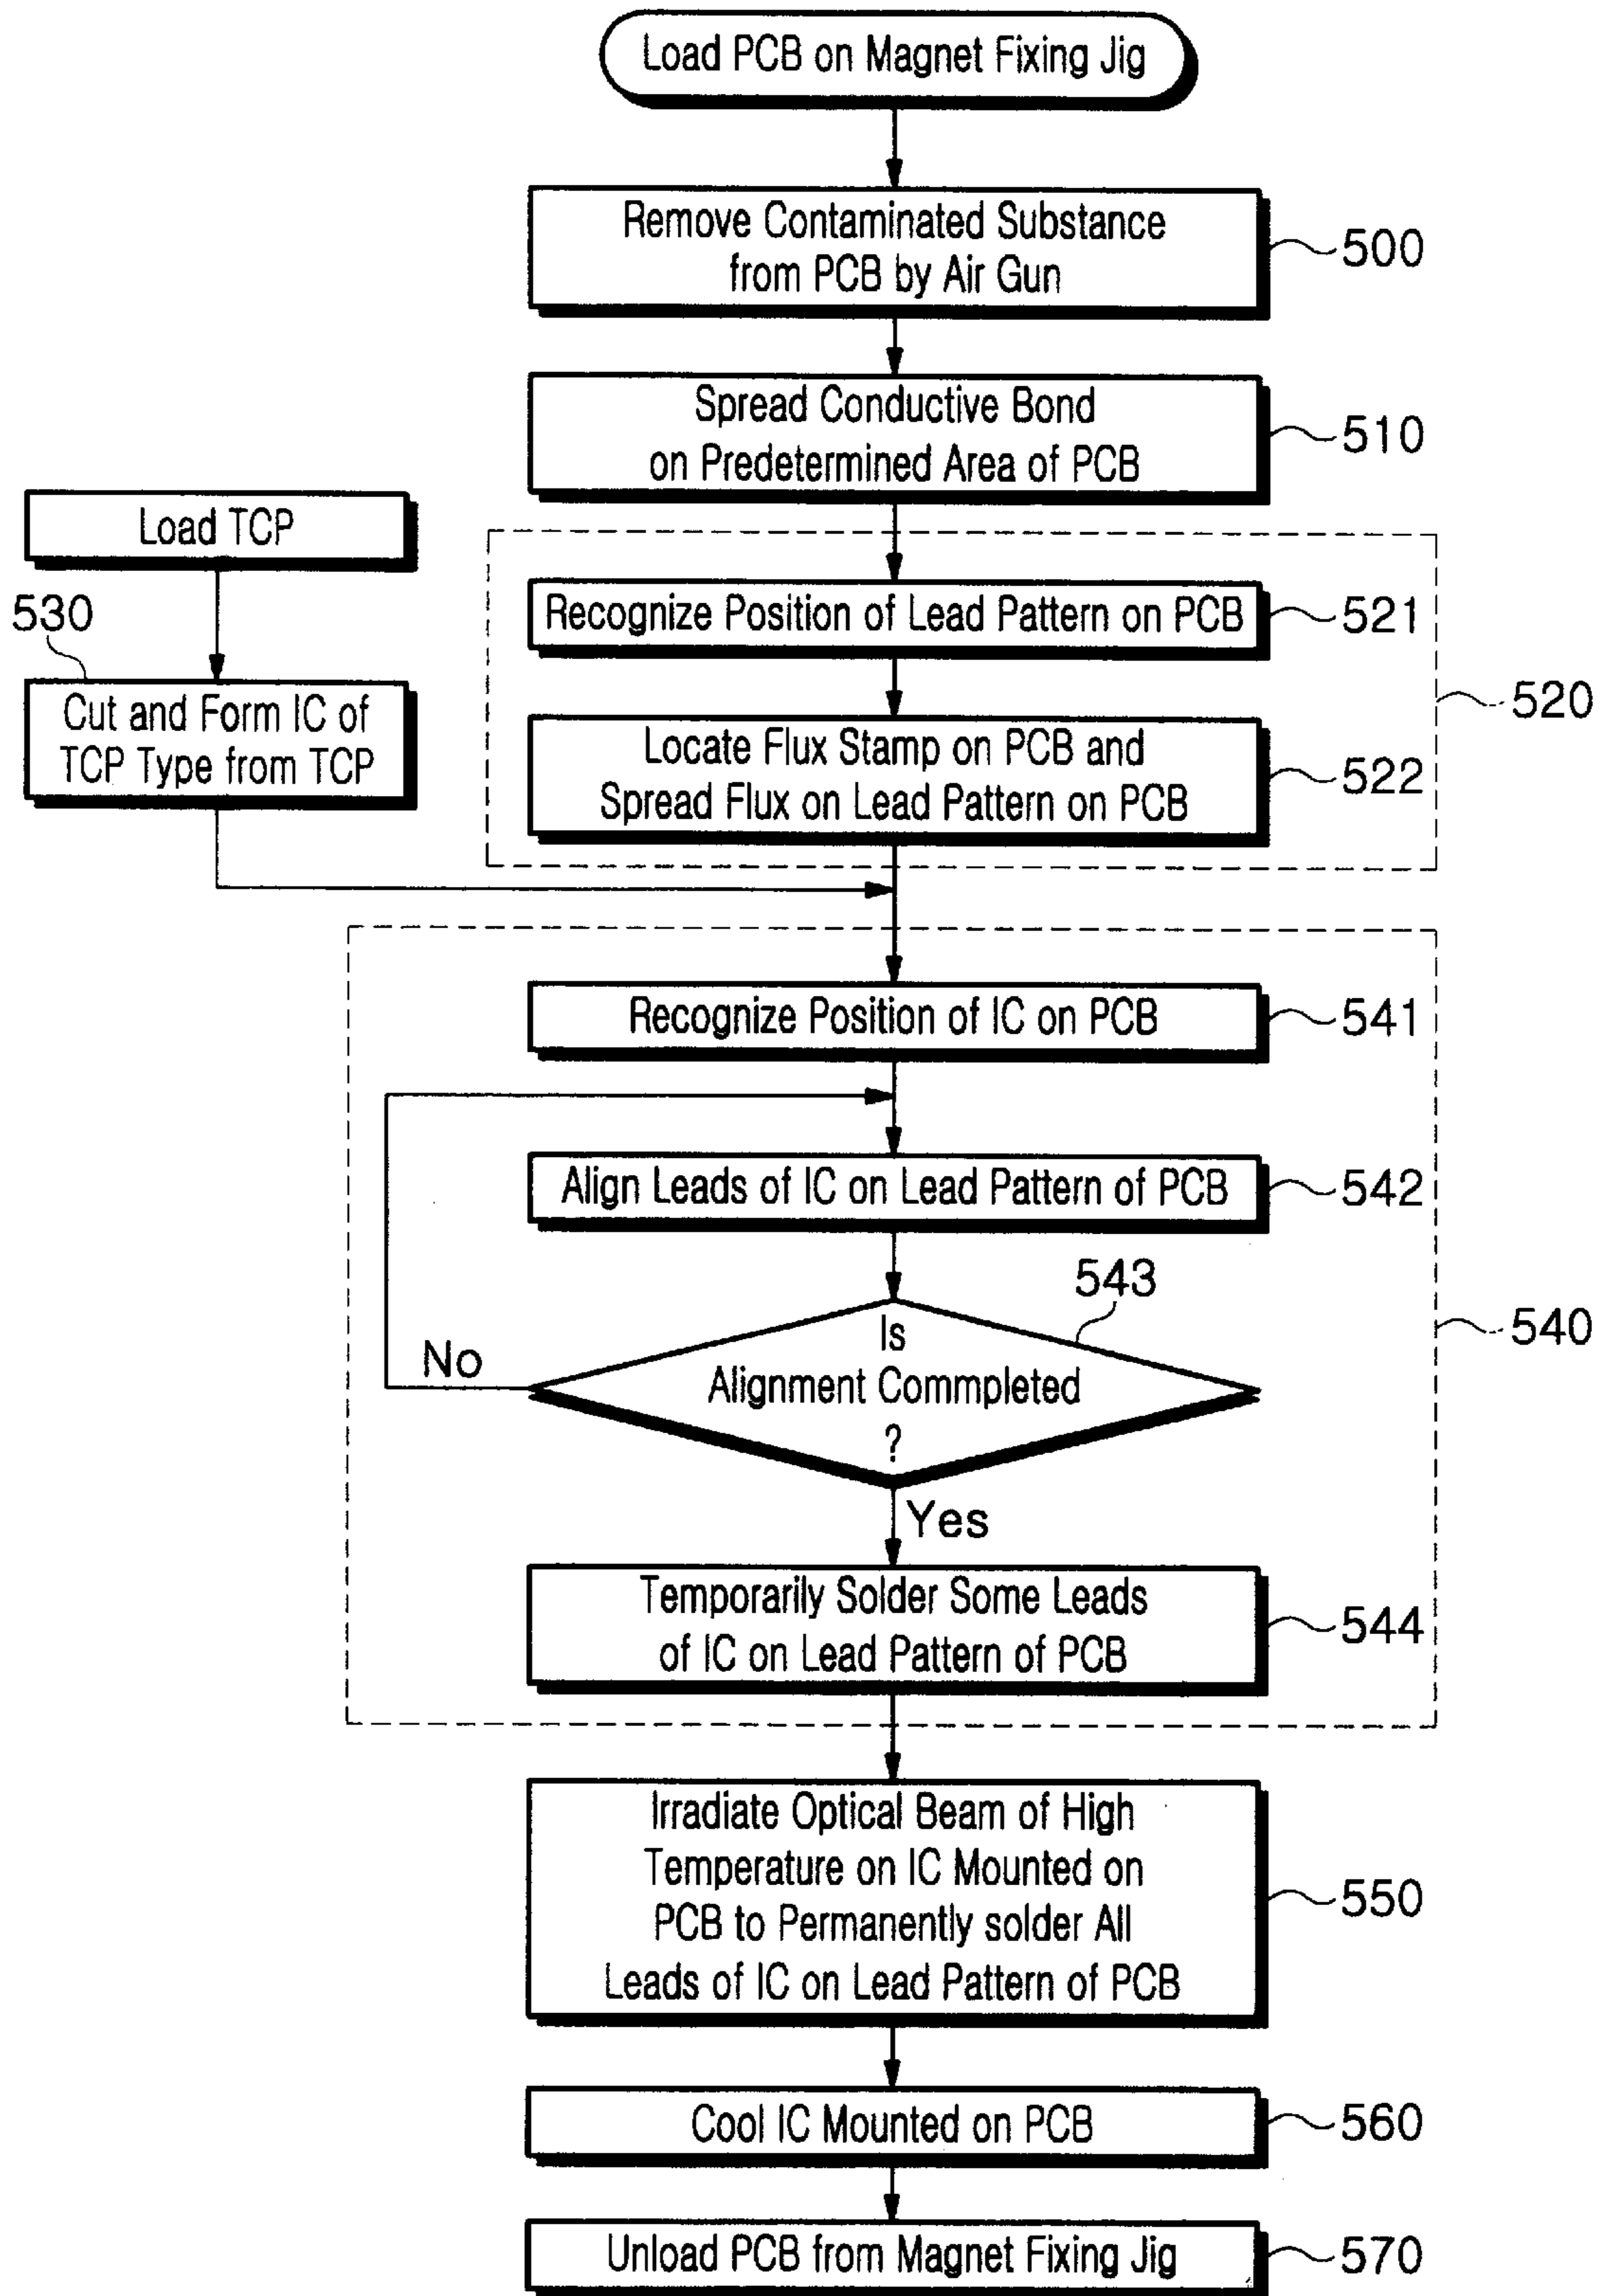 Load PCB on Magnet Fixing Jig
Remove Contaminated Substance
from PCB by Air Gun
500
Spread Conductive Bond
on Predetermined Area of PCB
510
Load TCP
530
Cut and Form IC of
TCP Type from TCP
Recognize Position of Lead Pattern on PCB
521
520
Locate Flux Stamp on PCB and
Spread Flux on Lead Pattern on PCB
522
Recognize Position of IC on PCB
541
Align Leads of IC on Lead Pattern of PCB
542
543
Is
Alignment Commpleted
?
No
Yes
540
Temporarily Solder Some Leads
of IC on Lead Pattern of PCB
544
Irradiate Optical Beam of High
Temperature on IC Mounted on
PCB to Permanently solder All
Leads of IC on Lead Pattern of PCB
550
Cool IC Mounted on PCB
560
Unload PCB from Magnet Fixing Jig
570